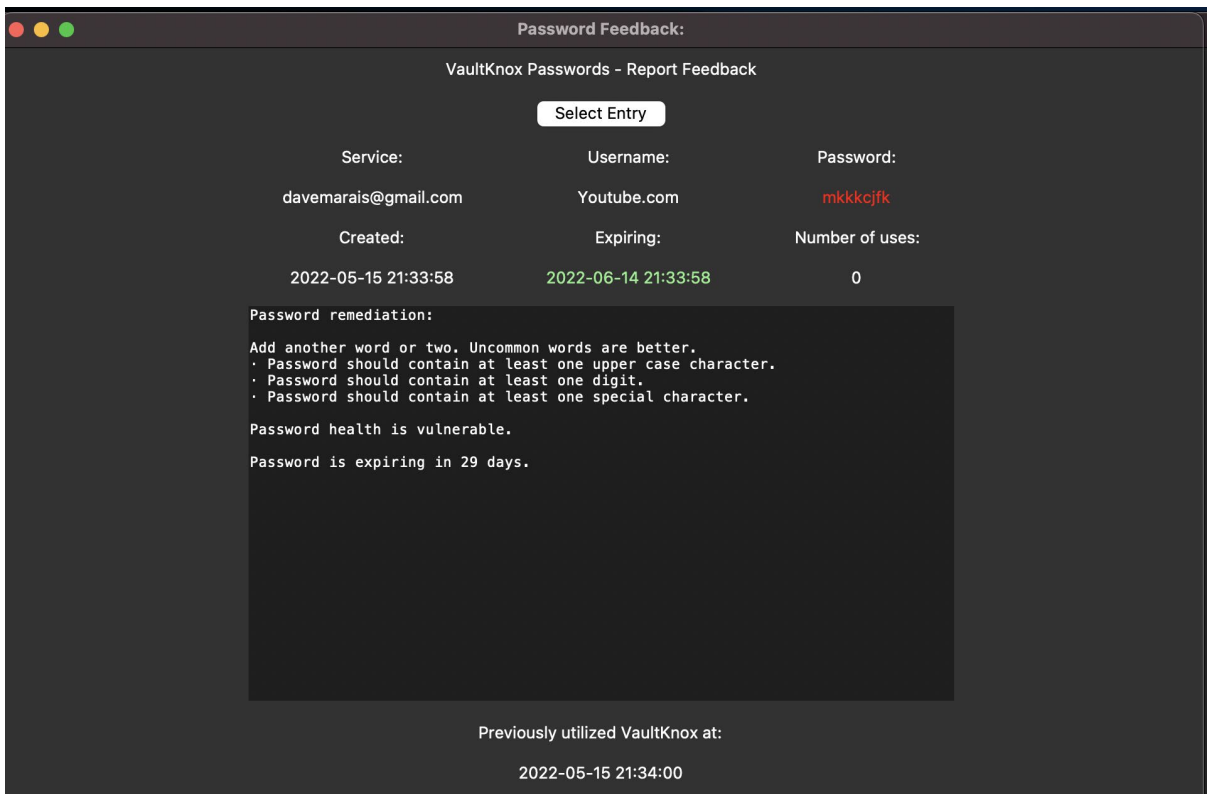 Password Feedback:
VaultKnox Passwords - Report Feedback
Select Entry
Service: Username: Password:
davemarais@gmail.com Youtube.com mkkkcjfk
Created: Expiring: Number of uses:
2022-05-15 21:33:58 2022-06-14 21:33:58 0
Password remediation:
Add another word or two. Uncommon words are better.
· Password should contain at least one upper case character.
· Password should contain at least one digit.
· Password should contain at least one special character.
Password health is vulnerable.
Password is expiring in 29 days.
Previously utilized VaultKnox at:
2022-05-15 21:34:00